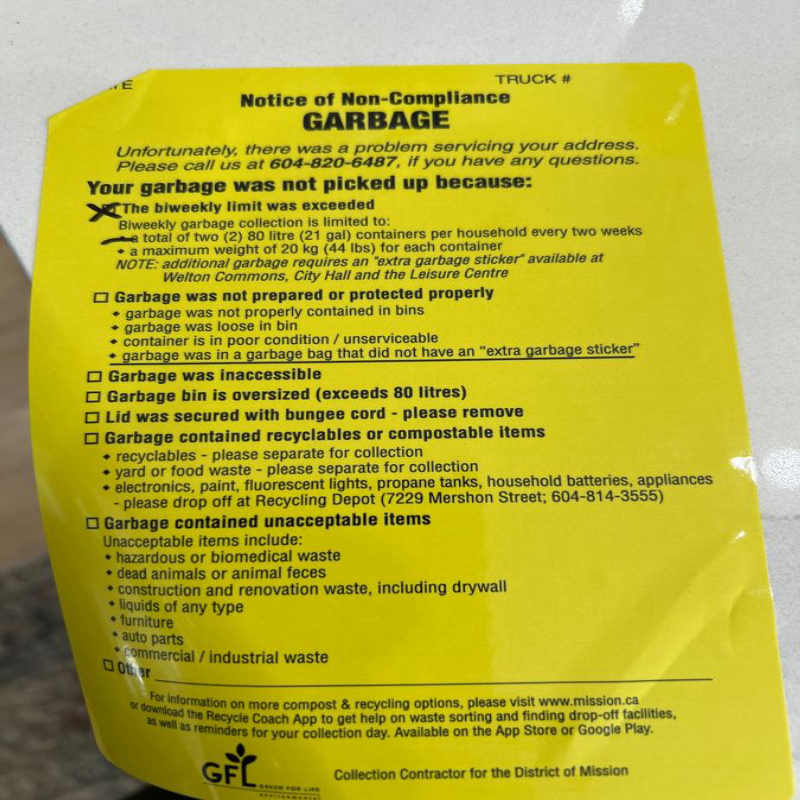 TRUCK #
Notice of Non-Compliance
GARBAGE
Unfortunately, there was a problem servicing your address.
Please call us at 604-820-6487, if you have any questions.
Your garbage was not picked up because:
The biweekly limit was exceeded
Biweekly garbage collection is limited to:
a total of two (2) 80 litre (21 gal) containers per household every two weeks
• a maximum weight of 20 kg (44 lbs) for each container
NOTE: additional garbage requires an "extra garbage sticker" available at
Welton Commons, City Hall and the Leisure Centre
☐ Garbage was not prepared or protected properly
• garbage was not properly contained in bins
• garbage was loose in bin
• container is in poor condition / unserviceable
• garbage was in a garbage bag that did not have an "extra garbage sticker"
☐ Garbage was inaccessible
☐ Garbage bin is oversized (exceeds 80 litres)
☐ Lid was secured with bungee cord - please remove
☐ Garbage contained recyclables or compostable items
• recyclables - please separate for collection
• yard or food waste - please separate for collection
• electronics, paint, fluorescent lights, propane tanks, household batteries, appliances
- please drop off at Recycling Depot (7229 Mershon Street; 604-814-3555)
☐ Garbage contained unacceptable items
Unacceptable items include:
• hazardous or biomedical waste
• dead animals or animal feces
• construction and renovation waste, including drywall
• liquids of any type
• furniture
• auto parts
• commercial / industrial waste
☐ Other
For information on more compost & recycling options, please visit www.mission.ca
or download the Recycle Coach App to get help on waste sorting and finding drop-off facilities,
as well as reminders for your collection day. Available on the App Store or Google Play.
GFL GREEN FOR LIFE
environmental
Collection Contractor for the District of Mission